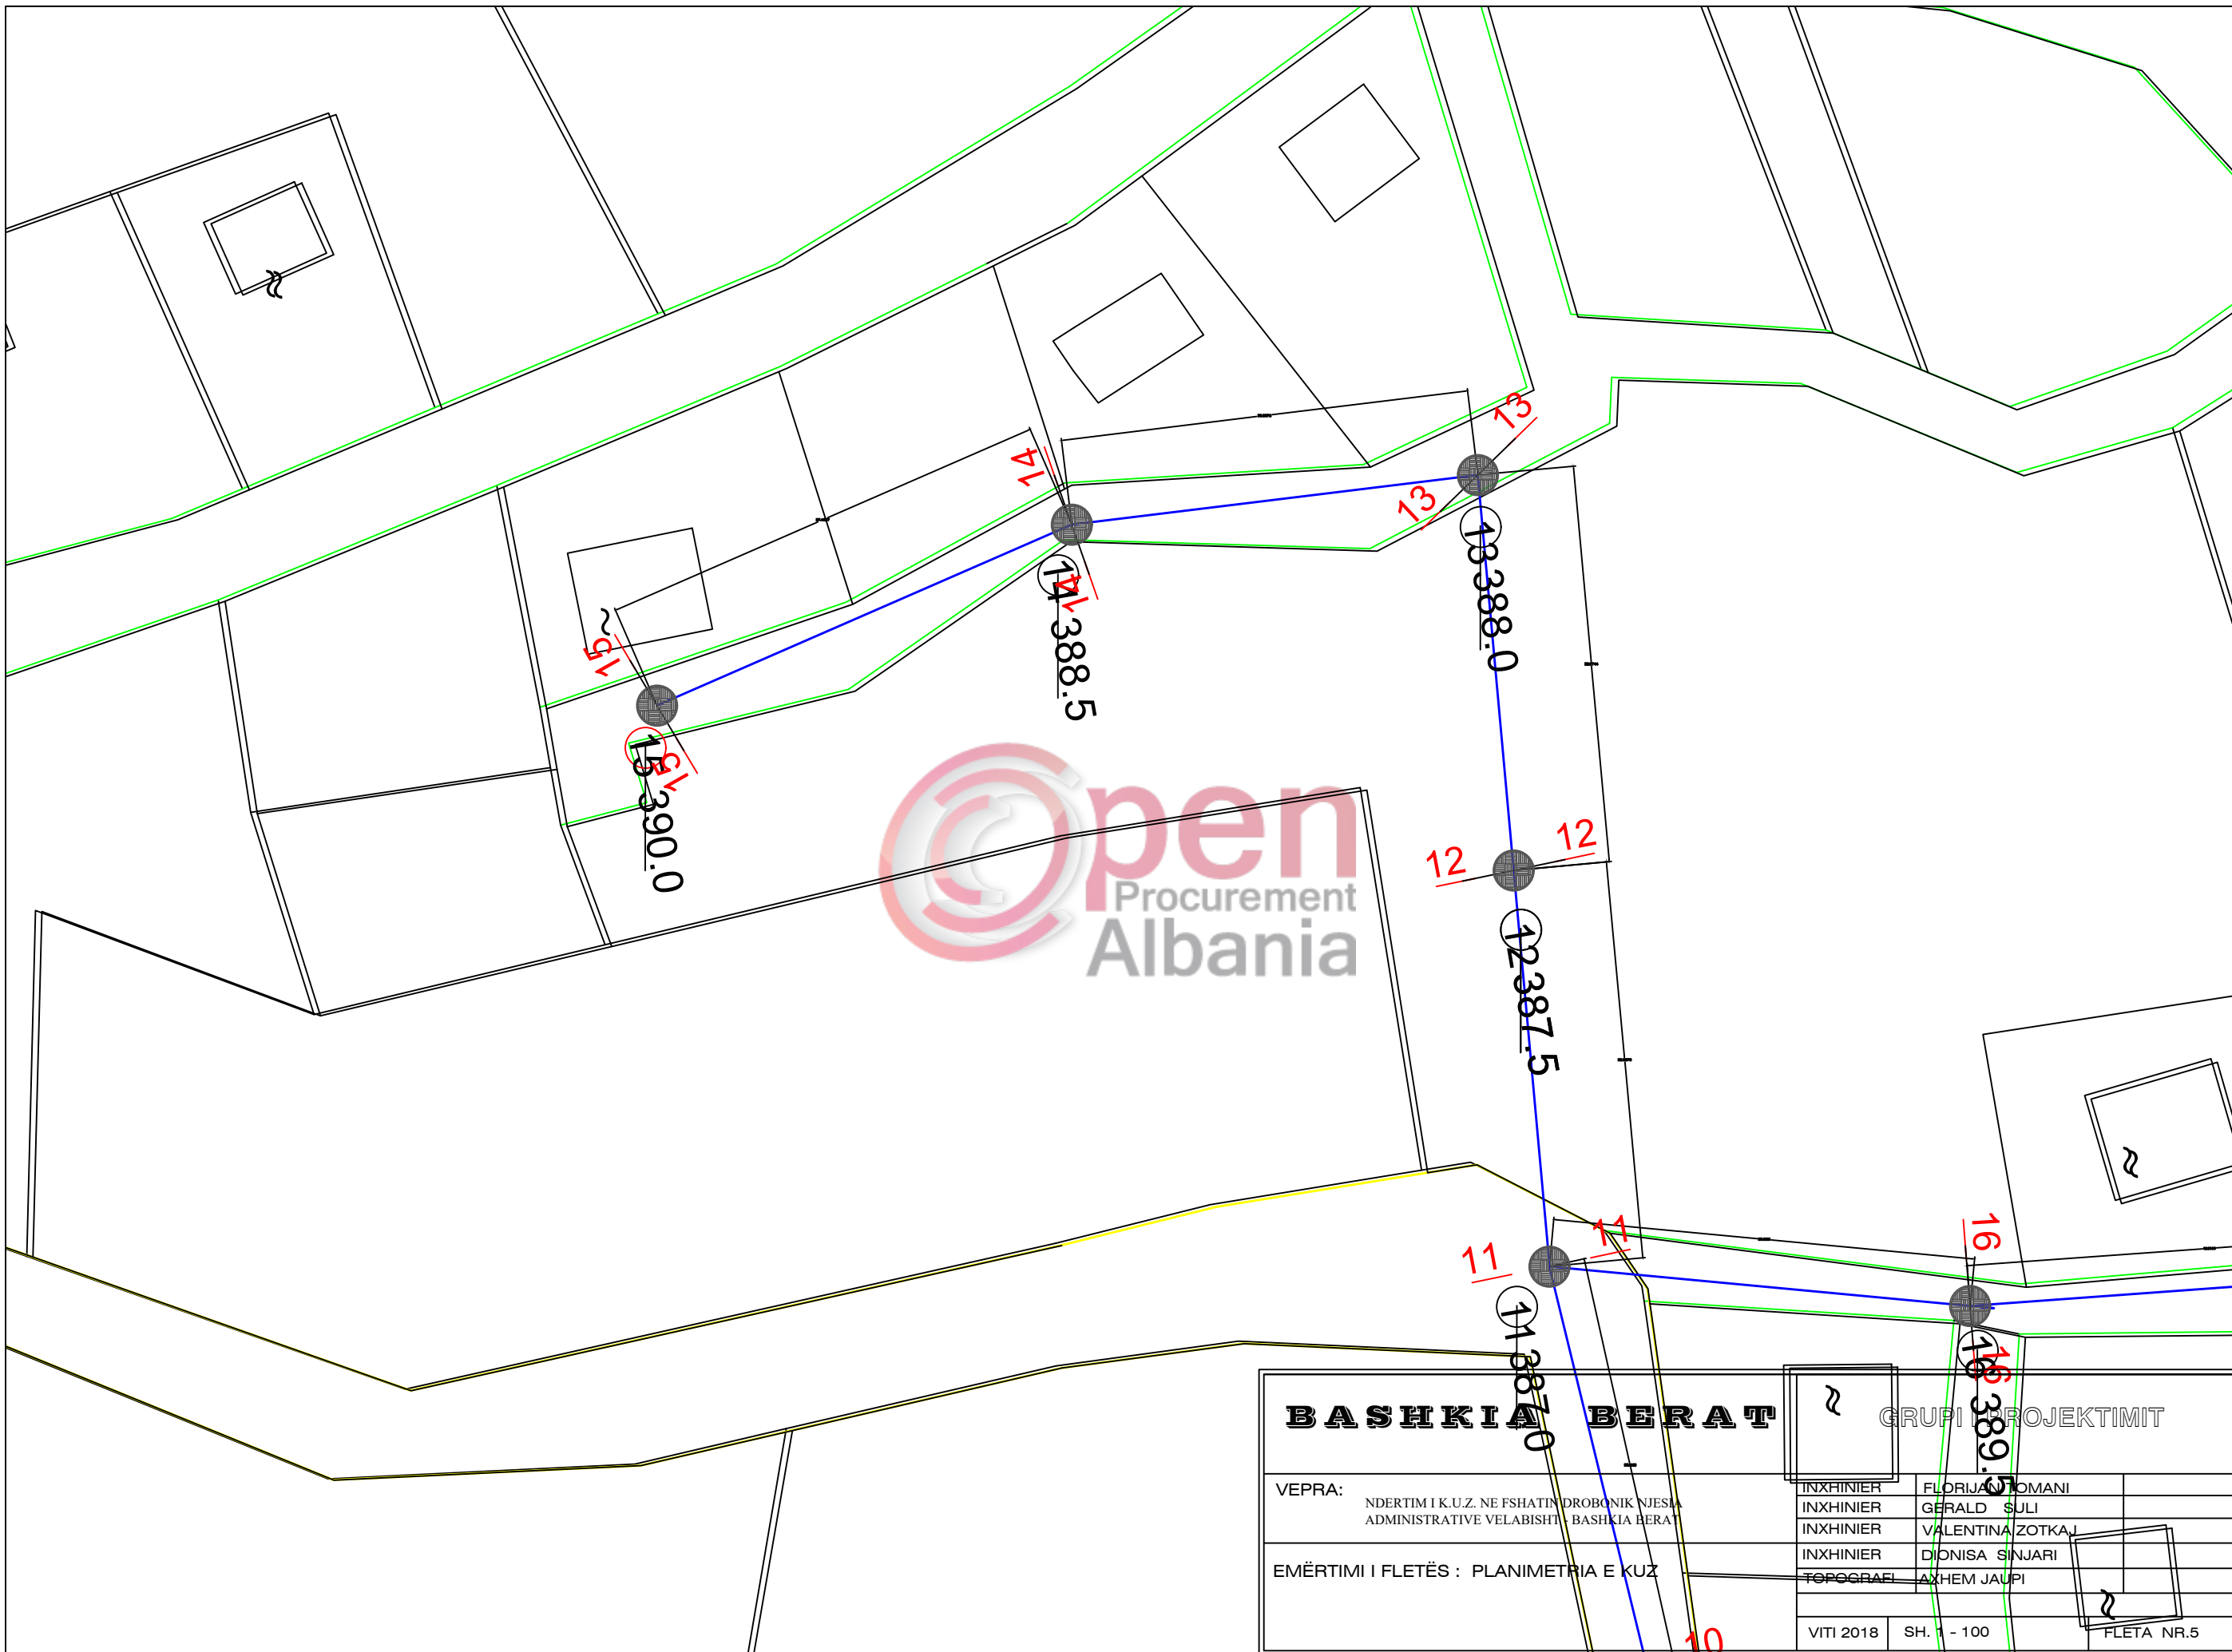 13
14
13
13 388.0
14 388.5
14
15
15 390.0
15
12
12
12 387.5
Open
Procurement
Albania
11
11
11 387.0
16
16 389.5
16
10
BASHKIA BERAT
GRUPI I PROJEKTIMIT
VEPRA:
NDERTIM I K.U.Z. NE FSHATIN DROBONIK NJESIA
ADMINISTRATIVE VELABISHT - BASHKIA BERAT
EMËRTIMI I FLETËS : PLANIMETRIA E KUZ
INXHINIER FLORIJAN TOMANI
INXHINIER GERALD SULI
INXHINIER VALENTINA ZOTKAJ
INXHINIER DIONISA SINJARI
TOPOGRAFI AXHEM JAUPI
VITI 2018 SH. 1 - 100 FLETA NR.5